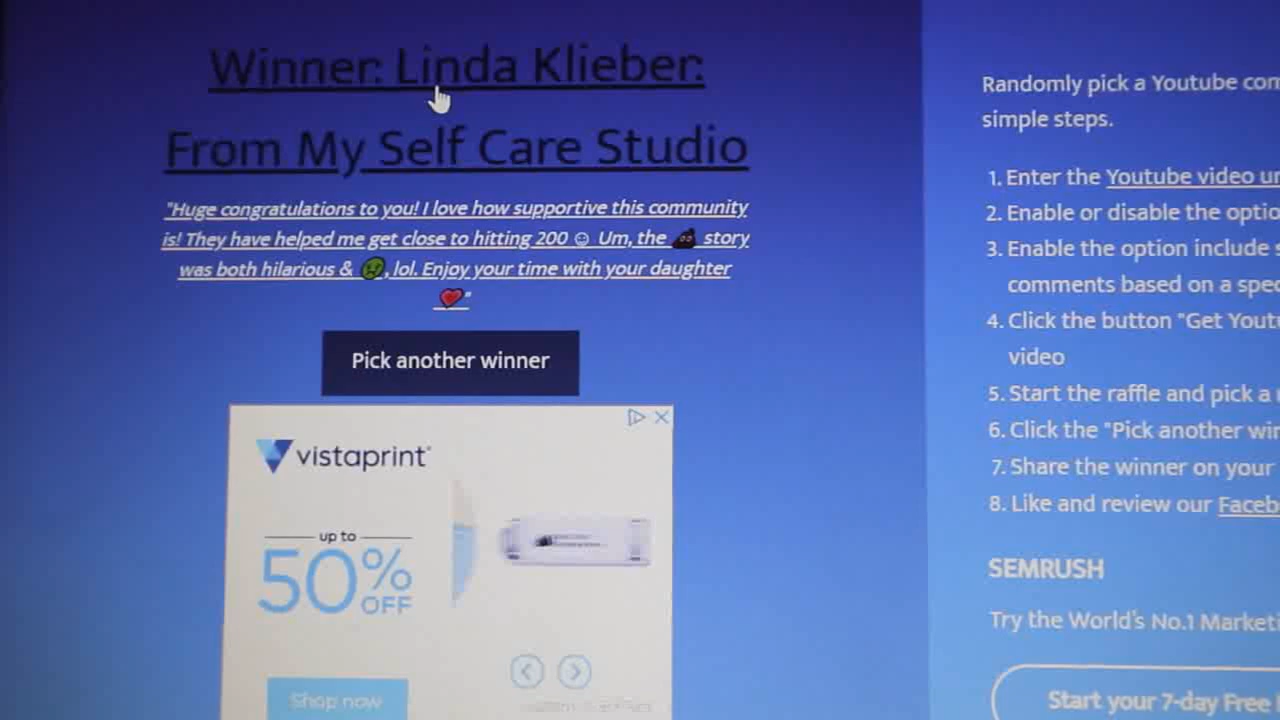 Winner: Linda Klieber:
From My Self Care Studio
"Huge congratulations to you! I love how supportive this community
is! They have helped me get close to hitting 200 ☺ Um, the 💩 story
was both hilarious & 🤢, lol. Enjoy your time with your daughter
❤️"
Pick another winner
vistaprint®
up to
50%
OFF
Shop now
Randomly pick a Youtube com
simple steps.
1. Enter the Youtube video ur
2. Enable or disable the optio
3. Enable the option include s
comments based on a spec
4. Click the button "Get Yout
video
5. Start the raffle and pick a
6. Click the "Pick another win
7. Share the winner on your
8. Like and review our Faceb
SEMRUSH
Try the World's No.1 Marketi
Start your 7-day Free